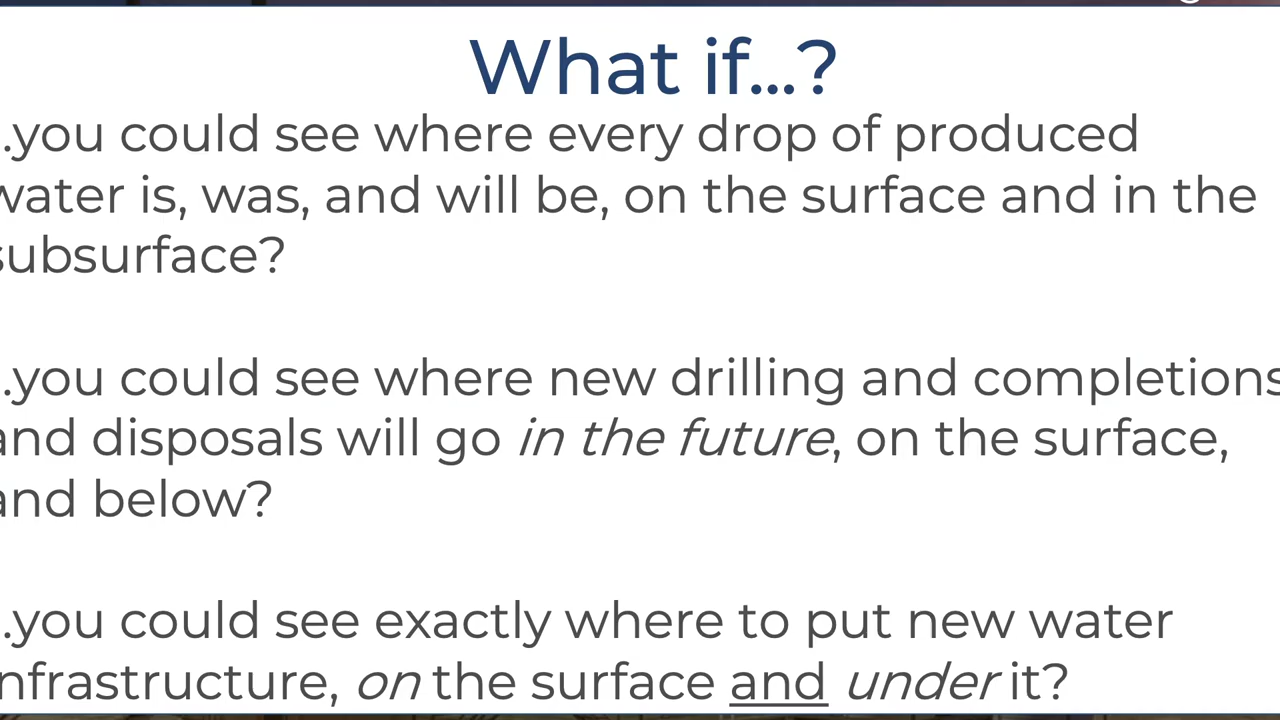 What if...?
.you could see where every drop of produced
water is, was, and will be, on the surface and in the
subsurface?
.you could see where new drilling and completions
and disposals will go in the future, on the surface,
and below?
.you could see exactly where to put new water
nfrastructure, on the surface and under it?